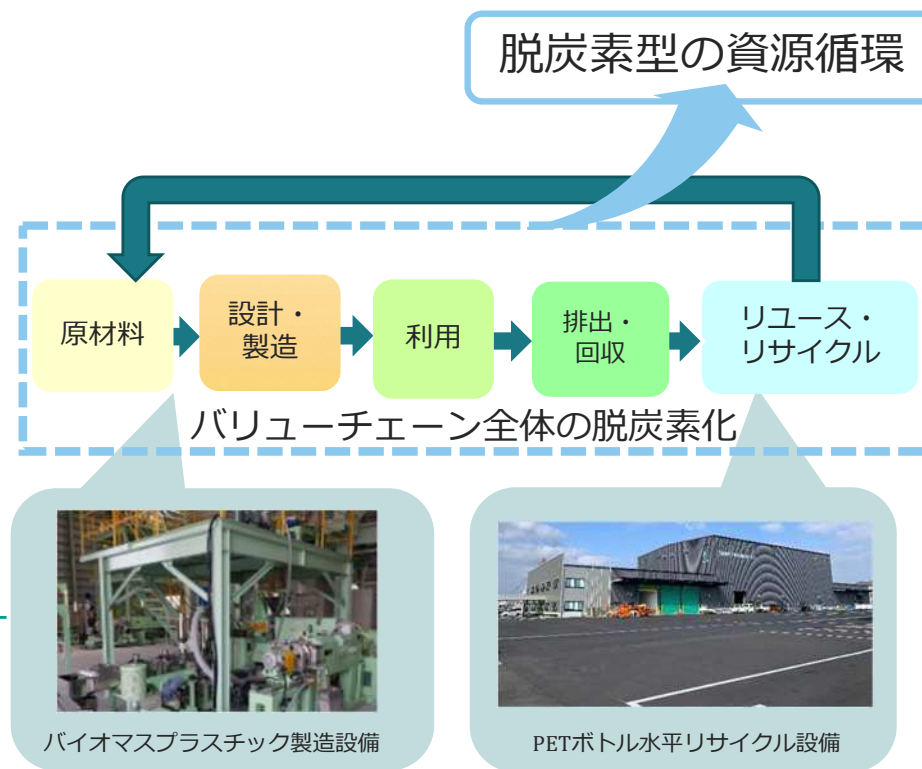 脱炭素型の資源循環
原材料
設計・
製造
利用
排出・
回収
リユース・
リサイクル
バリューチェーン全体の脱炭素化
バイオマスプラスチック製造設備
PETボトル水平リサイクル設備